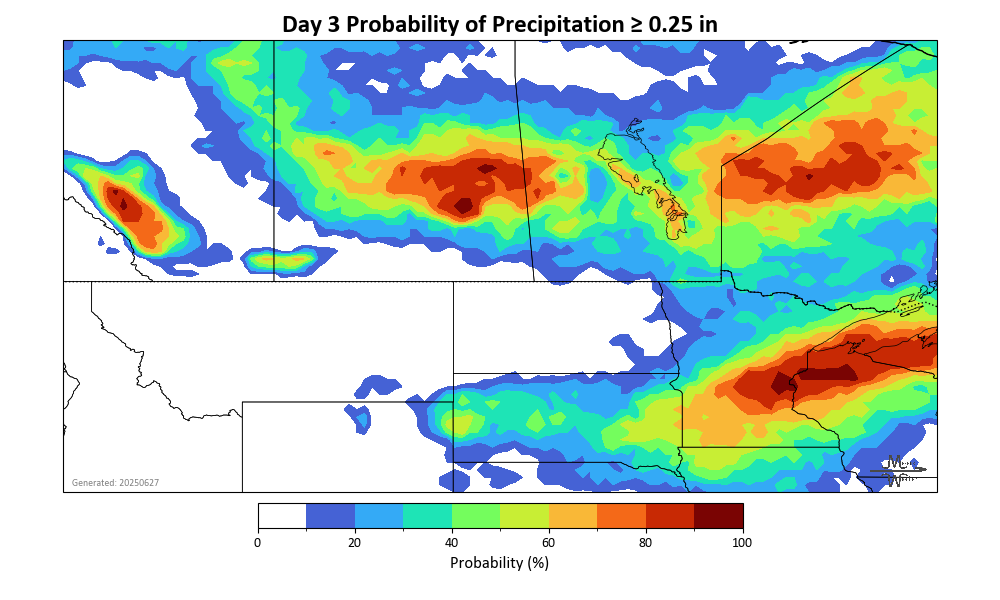 Day 3 Probability of Precipitation ≥ 0.25 in
Generated: 20250627
0 20 40 60 80 100
Probability (%)